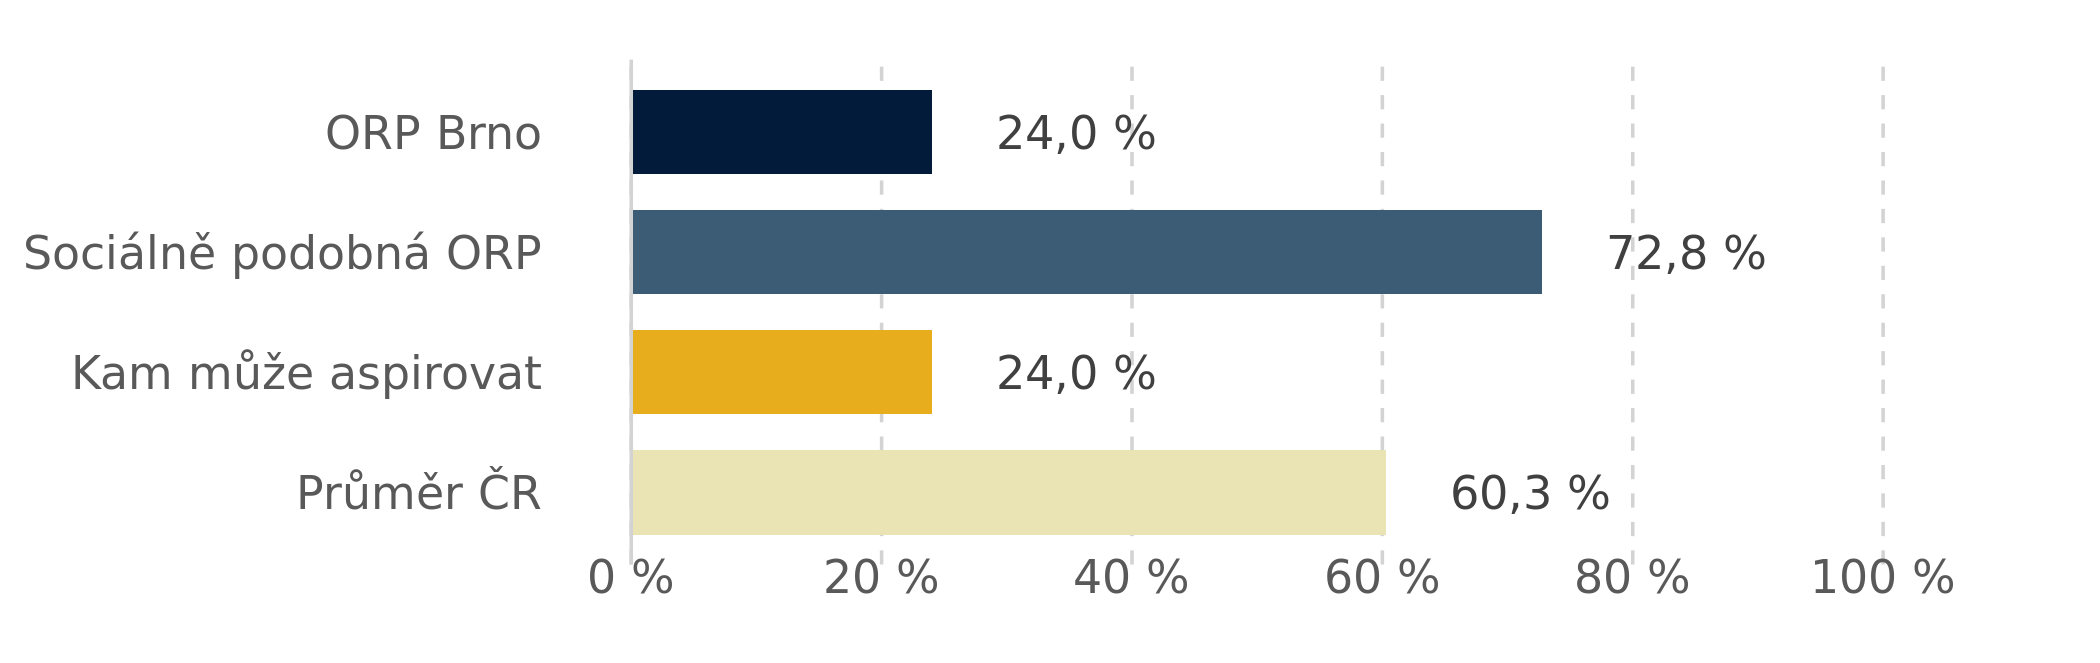 ORP Brno
24,0 %
Sociálně podobná ORP
72,8 %
Kam může aspirovat
24,0 %
Průměr ČR
60,3 %
0 %
20 %
40 %
60 %
80 %
100 %